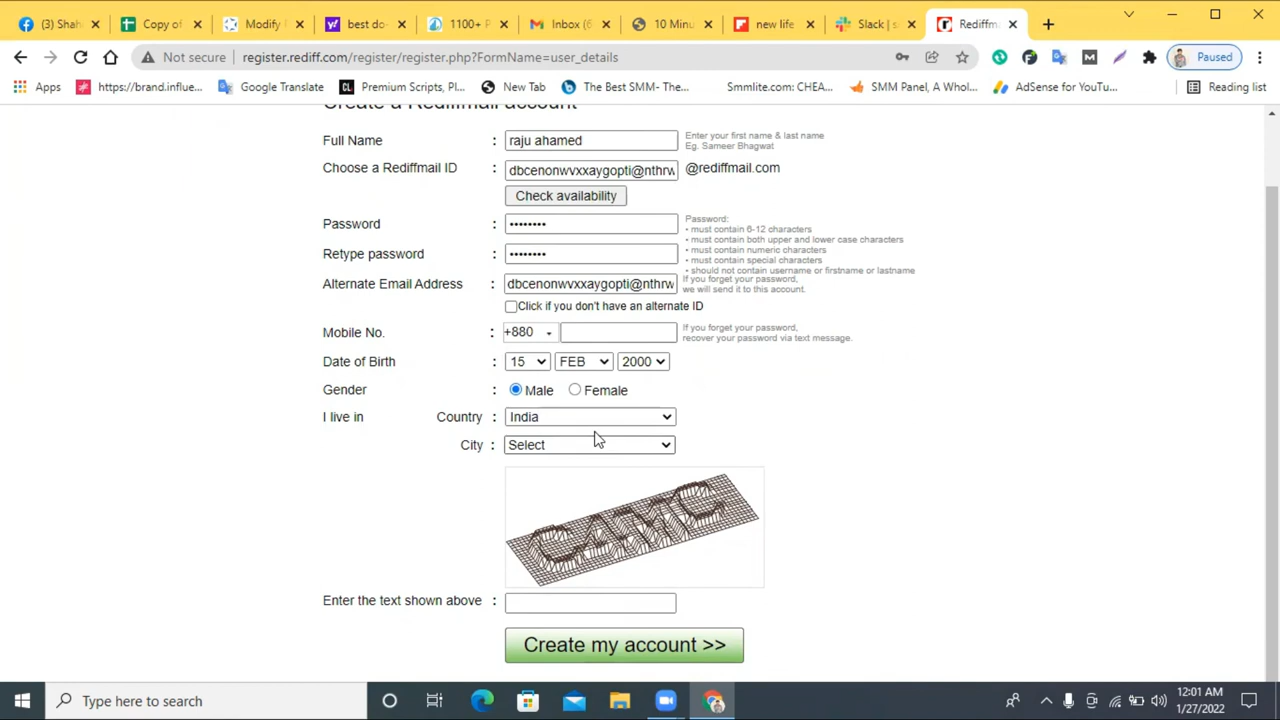 (3) Shah
Copy of
Modify
best do
1100+ P
Inbox (6
10 Minu
new life
Slack | s
Rediffm
Not secure
register.rediff.com/register/register.php?FormName=user_details
Paused
Apps
https://brand.influe...
Google Translate
Premium Scripts, Pl...
New Tab
The Best SMM- The...
Smmlite.com: CHEA...
SMM Panel, A Whol...
AdSense for YouTu...
Reading list
Create a Rediffmail account
Full Name : raju ahamed
Enter your first name & last name
Eg. Sameer Bhagwat
Choose a Rediffmail ID : dbcenonwvxxaygopti@nthrw @rediffmail.com
Check availability
Password : ••••••••
Password:
• must contain 6-12 characters
• must contain both upper and lower case characters
• must contain numeric characters
• must contain special characters
• should not contain username or firstname or lastname
Retype password : ••••••••
Alternate Email Address : dbcenonwvxxaygopti@nthrw
If you forget your password,
we will send it to this account.
Click if you don't have an alternate ID
Mobile No. : +880
If you forget your password,
recover your password via text message.
Date of Birth : 15 FEB 2000
Gender : Male Female
I live in Country : India
City : Select
CAMC
Enter the text shown above :
Create my account >>
Type here to search
12:01 AM
1/27/2022